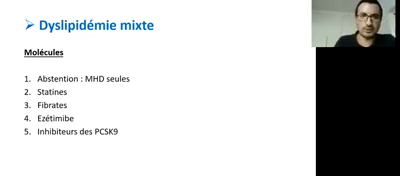 Dyslipidémie mixte
Molécules
1. Abstention : MHD seules
2. Statines
3. Fibrates
4. Ezétimibe
5. Inhibiteurs des PCSK9